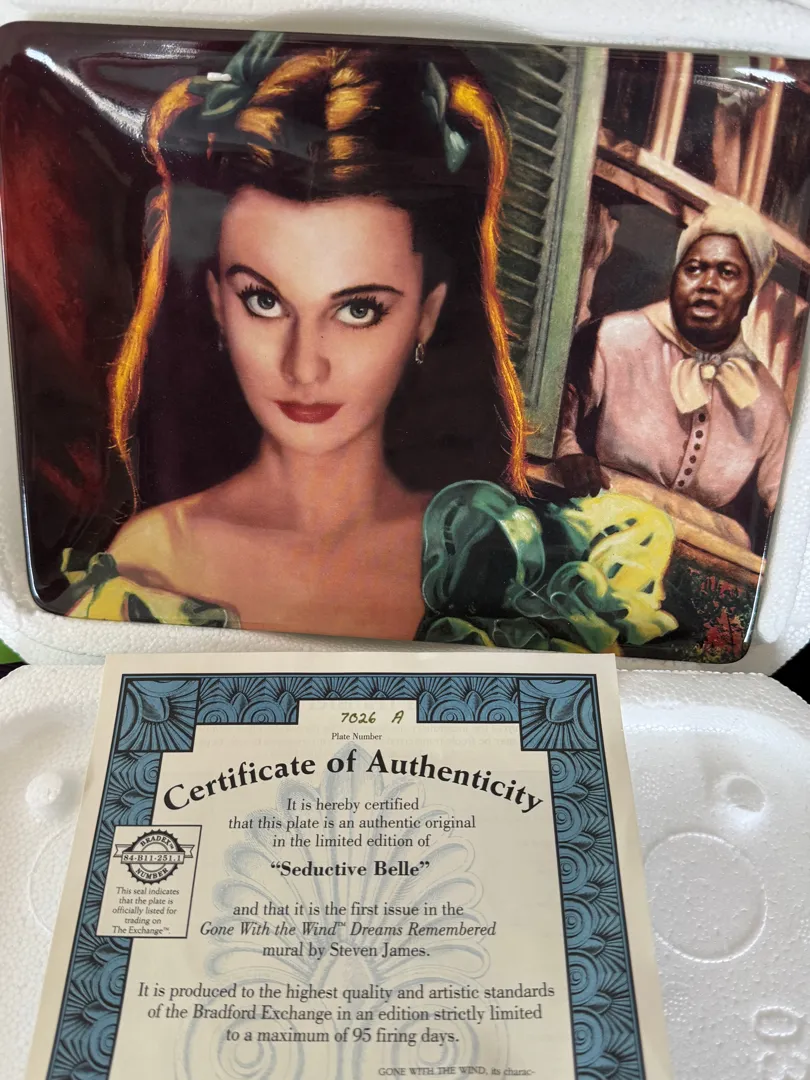 7026 A
Plate Number
Certificate of Authenticity
It is hereby certified
that this plate is an authentic original
in the limited edition of
“Seductive Belle”
and that it is the first issue in the
Gone With the Wind™ Dreams Remembered
mural by Steven James.
BRADEX™
84-B11-251.1
NUMBER
This seal indicates
that the plate is
officially listed for
trading on
The Exchange™.
It is produced to the highest quality and artistic standards
of the Bradford Exchange in an edition strictly limited
to a maximum of 95 firing days.
GONE WITH THE WIND, its charac-